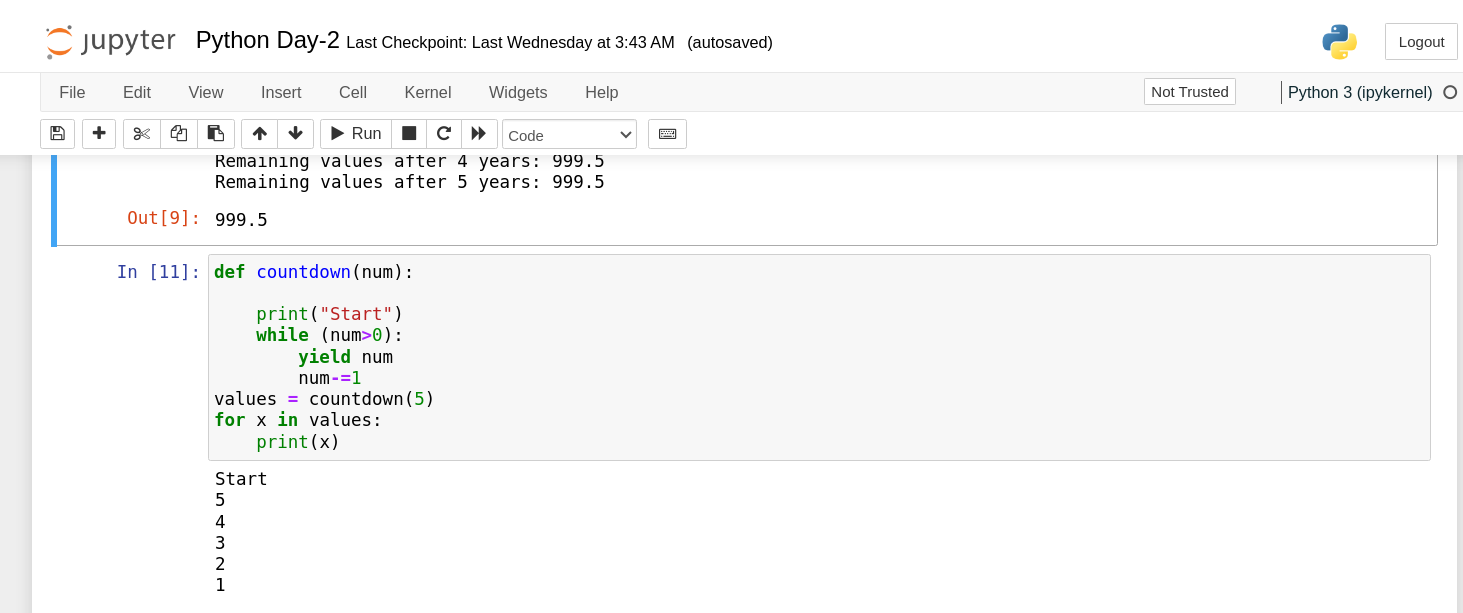 jupyter Python Day-2 Last Checkpoint: Last Wednesday at 3:43 AM (autosaved) Logout
File Edit View Insert Cell Kernel Widgets Help Not Trusted Python 3 (ipykernel)
Run Code
Remaining values after 4 years: 999.5
Remaining values after 5 years: 999.5
Out[9]: 999.5
In [11]: def countdown(num):
    print("Start")
    while (num>0):
        yield num
        num-=1
values = countdown(5)
for x in values:
    print(x)
Start
5
4
3
2
1